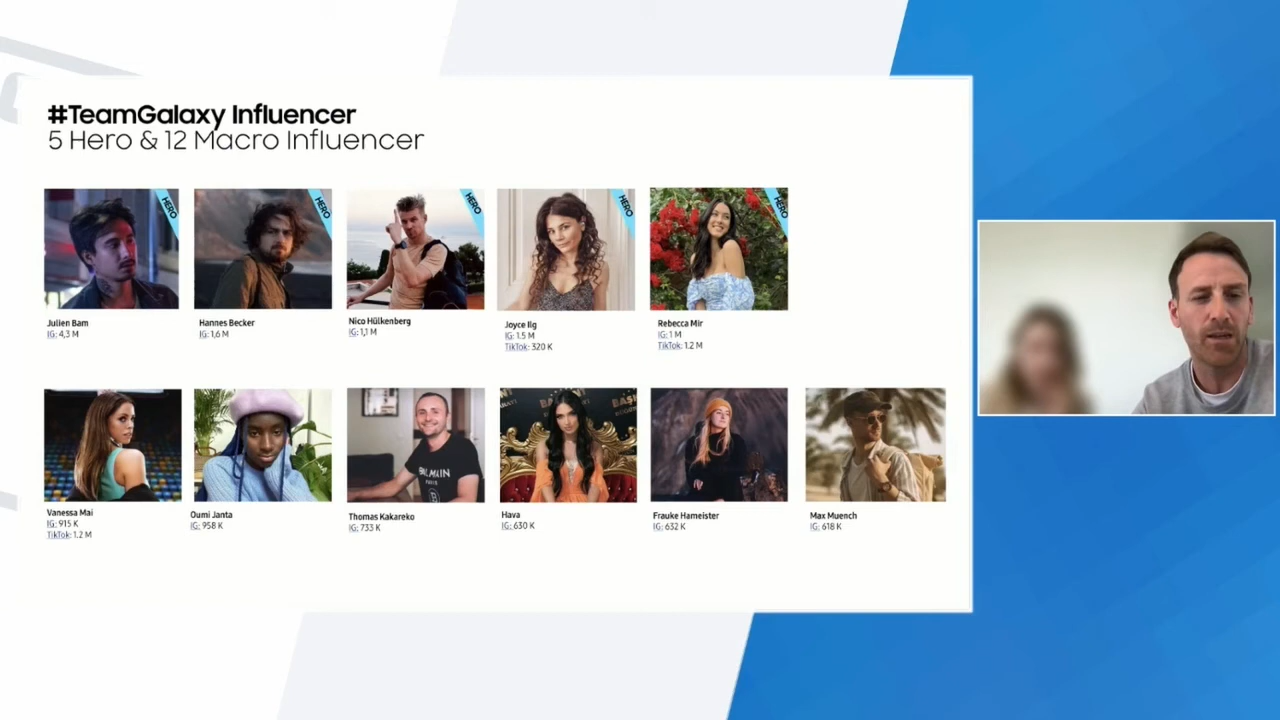 #TeamGalaxy Influencer
5 Hero & 12 Macro Influencer
HERO
HERO
HERO
HERO
HERO
Julien Bam
IG: 4,3 M
Hannes Becker
IG: 1,6 M
Nico Hülkenberg
IG: 1,1 M
Joyce Ilg
IG: 1.5 M
TikTok: 320 K
Rebecca Mir
IG: 1 M
TikTok: 1.2 M
BALMAIN
PARIS
B
Vanessa Mai
IG: 915 K
TikTok: 1.2 M
Oumi Janta
IG: 958 K
Thomas Kakareko
IG: 733 K
Hava
IG: 630 K
Frauke Hameister
IG: 632 K
Max Muench
IG: 618 K